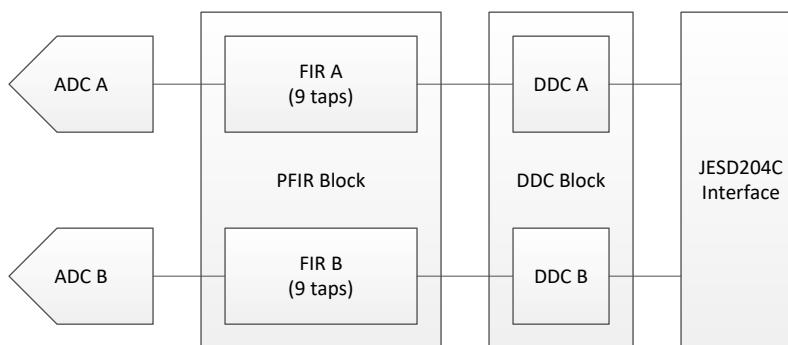 ADC A
FIR A
(9 taps)
DDC A
PFIR Block
DDC Block
JESD204C
Interface
ADC B
FIR B
(9 taps)
DDC B